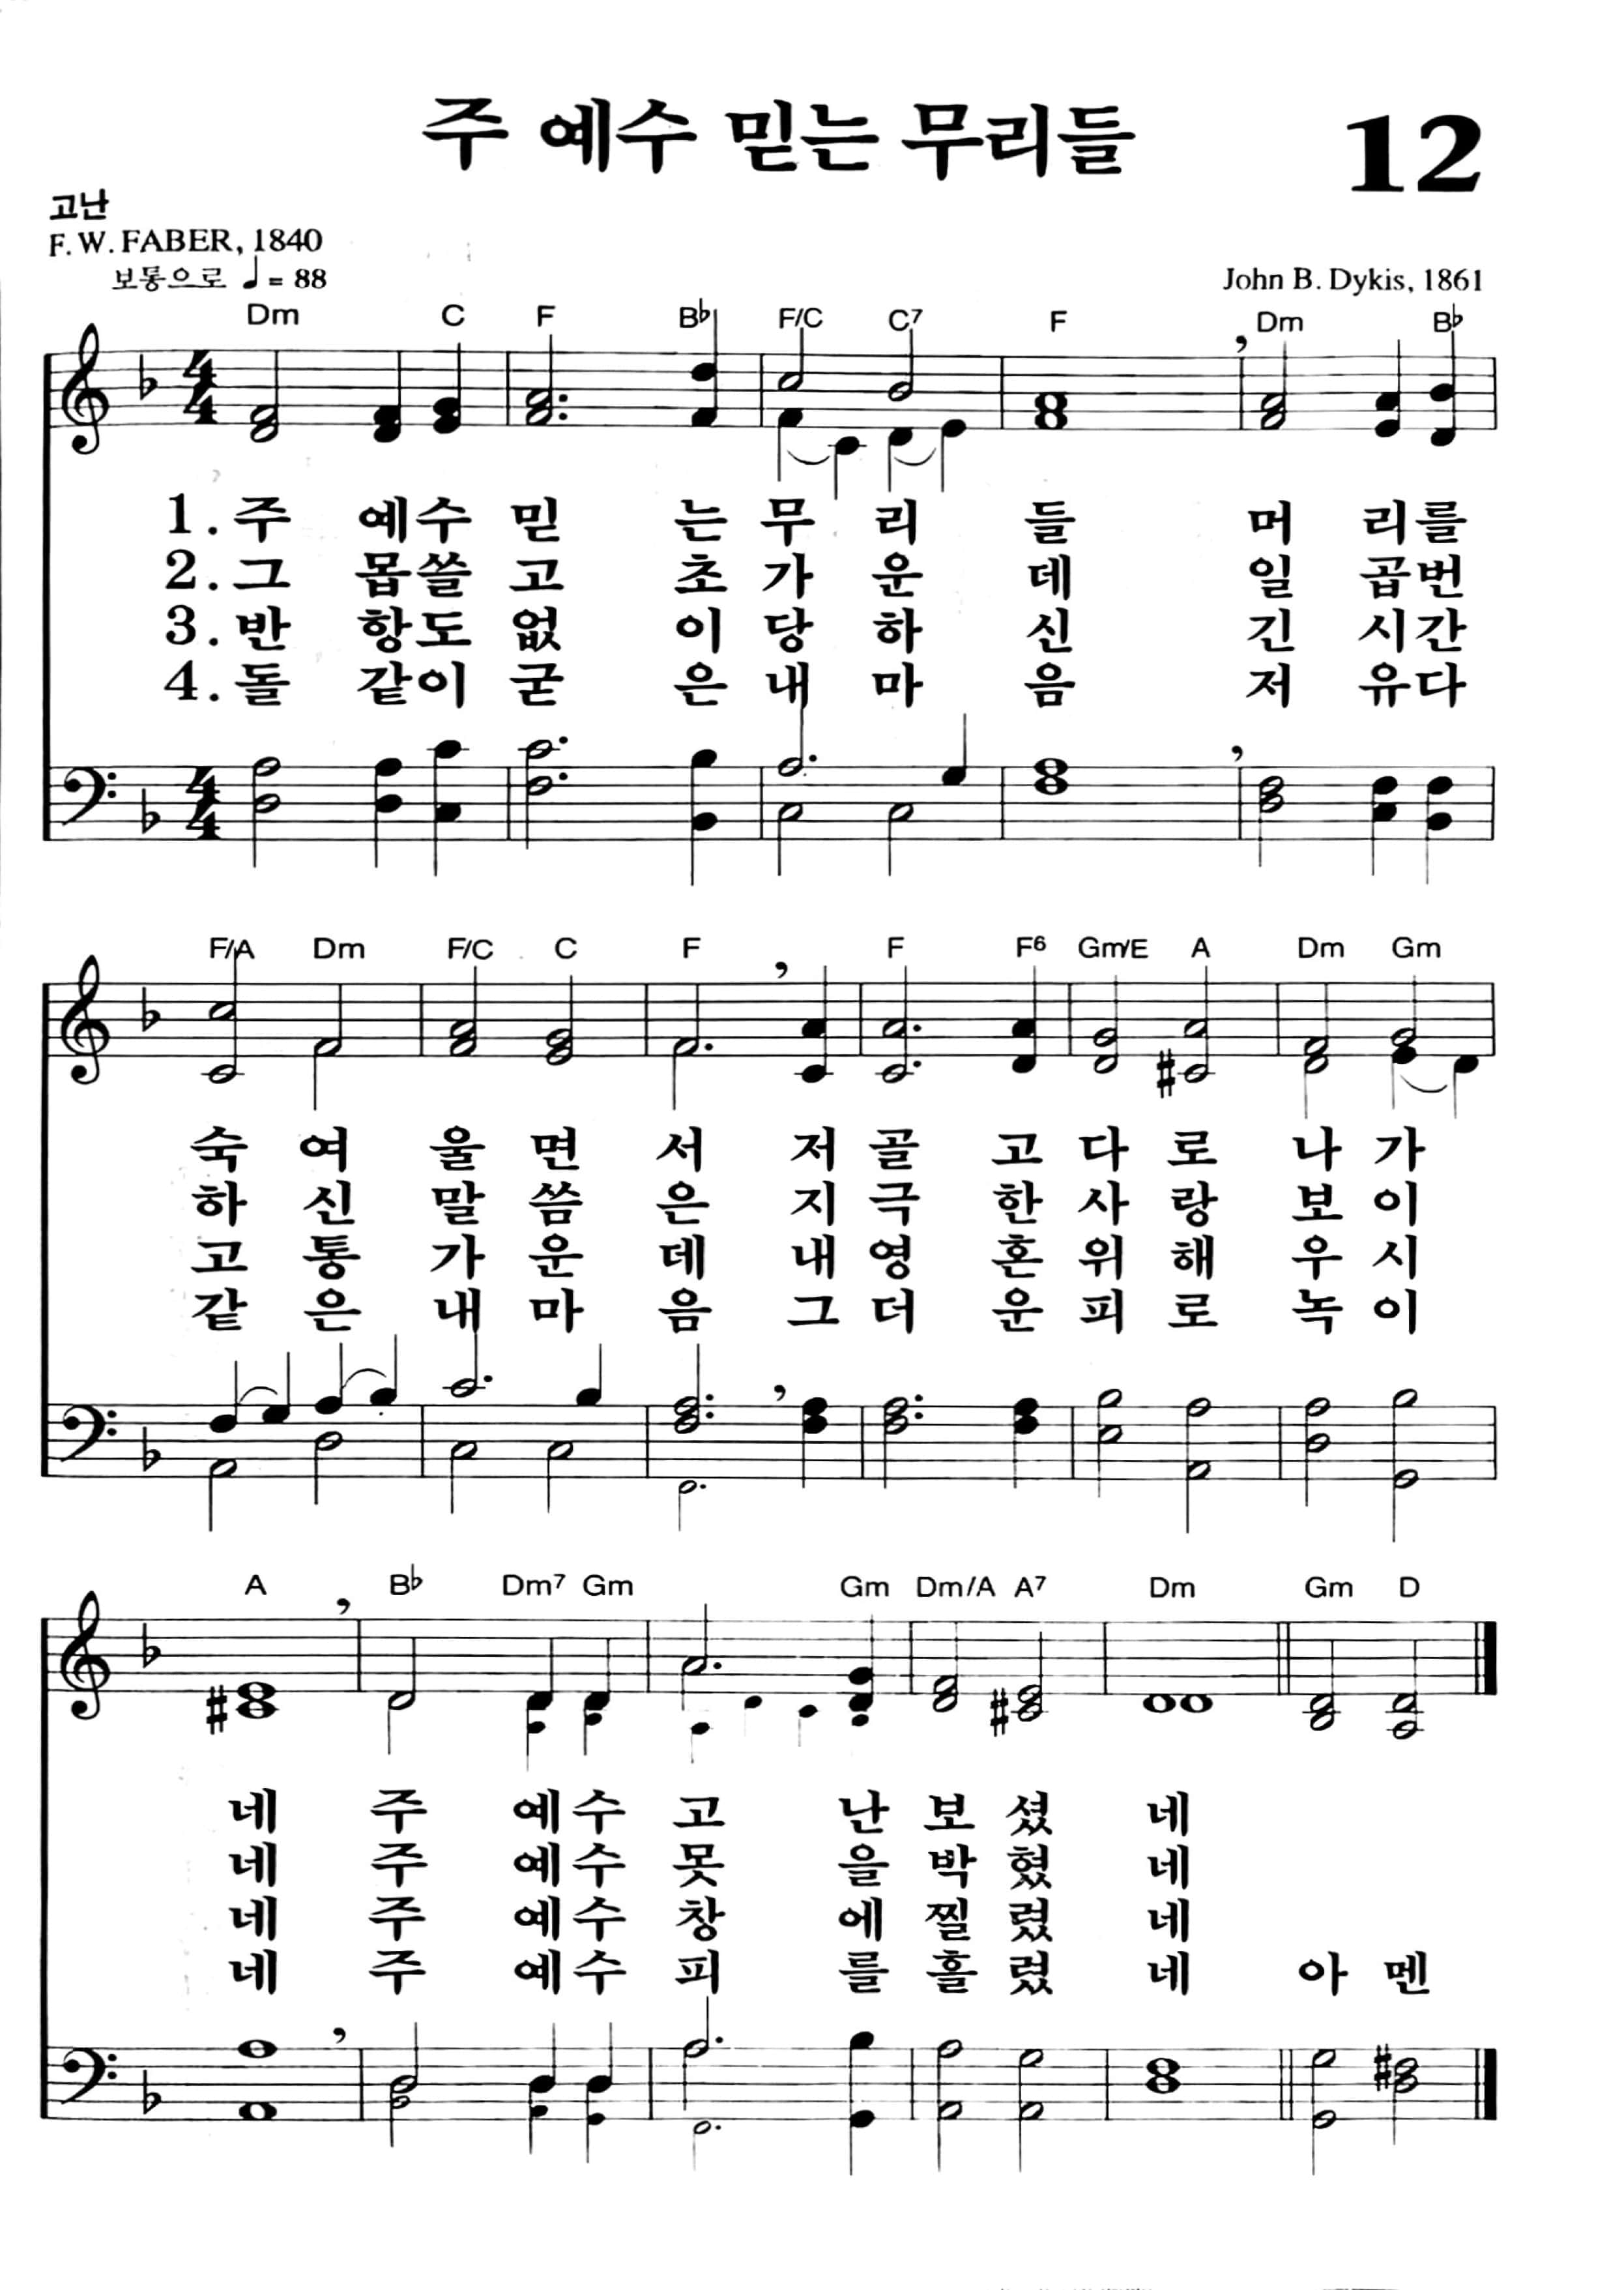 주 예수 믿는 무리들 12
고난
F. W. FABER, 1840
보통으로 ♩= 88
John B. Dykis, 1861
Dm C F B♭ F/C C7 F Dm B♭
1. 주 예수 믿 는 무 리 들 머 리를
2. 그 몹쓸 고 초 가 운 데 일 곱번
3. 반 항도 없 이 당 하 신 긴 시간
4. 돌 같이 굳 은 내 마 음 저 유다
F/A Dm F/C C F F F6 Gm/E A Dm Gm
숙 여 울 면 서 저 골 고 다 로 나 가
하 신 말 씀 은 지 극 한 사 랑 보 이
고 통 가 운 데 내 영 혼 위 해 우 시
같 은 내 마 음 그 더 운 피 로 녹 이
A B♭ Dm7 Gm Gm Dm/A A7 Dm Gm D
네 주 예수 고 난 보 셨 네
네 주 예수 못 을 박 혔 네
네 주 예수 창 에 찔 렸 네
네 주 예수 피 를 흘 렸 네 아 멘